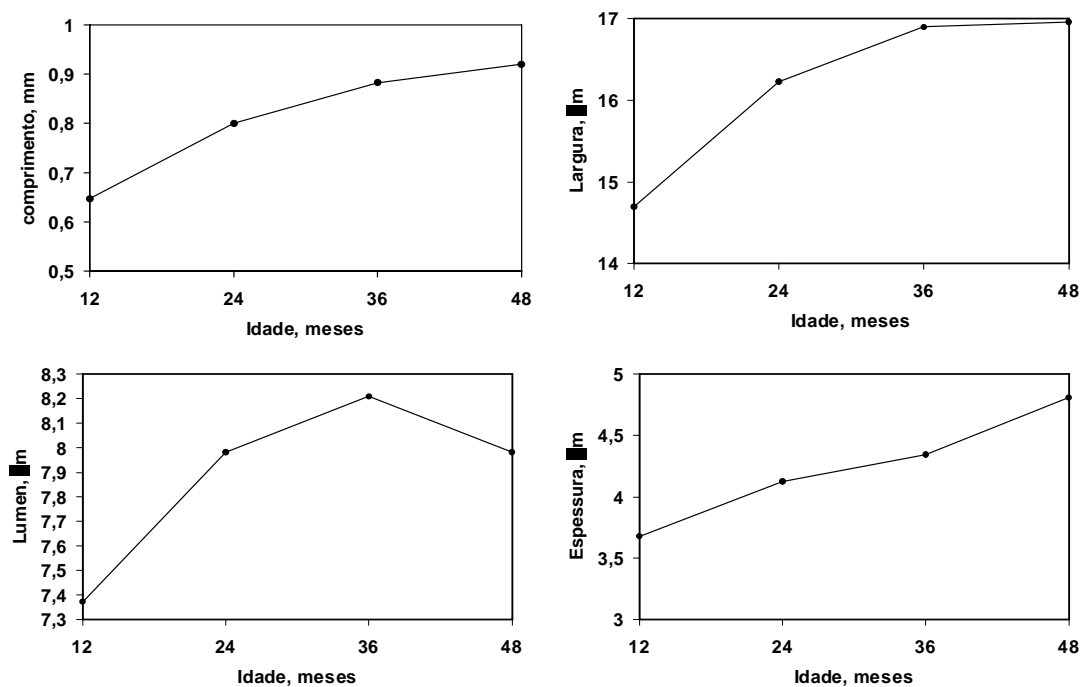 comprimento, mm
1
0,9
0,8
0,7
0,6
0,5
12 24 36 48
Idade, meses
Largura, █m
17
16
15
14
12 24 36 48
Idade, meses
Lumen, █m
8,3
8,2
8,1
8
7,9
7,8
7,7
7,6
7,5
7,4
7,3
12 24 36 48
Idade, meses
Espessura, █m
5
4,5
4
3,5
3
12 24 36 48
Idade, meses